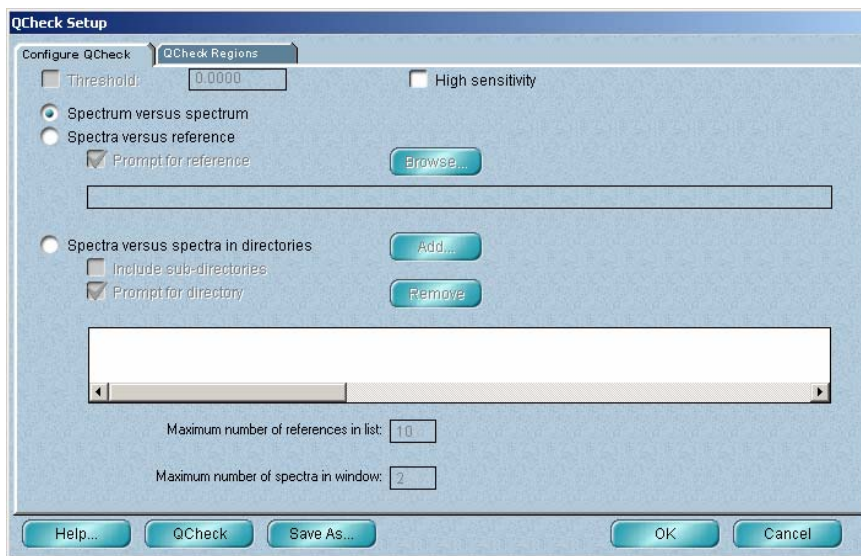 QCheck Setup
Configure QCheck QCheck Regions
Threshold: 0.0000 High sensitivity
Spectrum versus spectrum
Spectra versus reference
Prompt for reference Browse...
Spectra versus spectra in directories Add...
Include sub-directories
Prompt for directory Remove
Maximum number of references in list: 10
Maximum number of spectra in window: 2
Help... QCheck Save As... OK Cancel